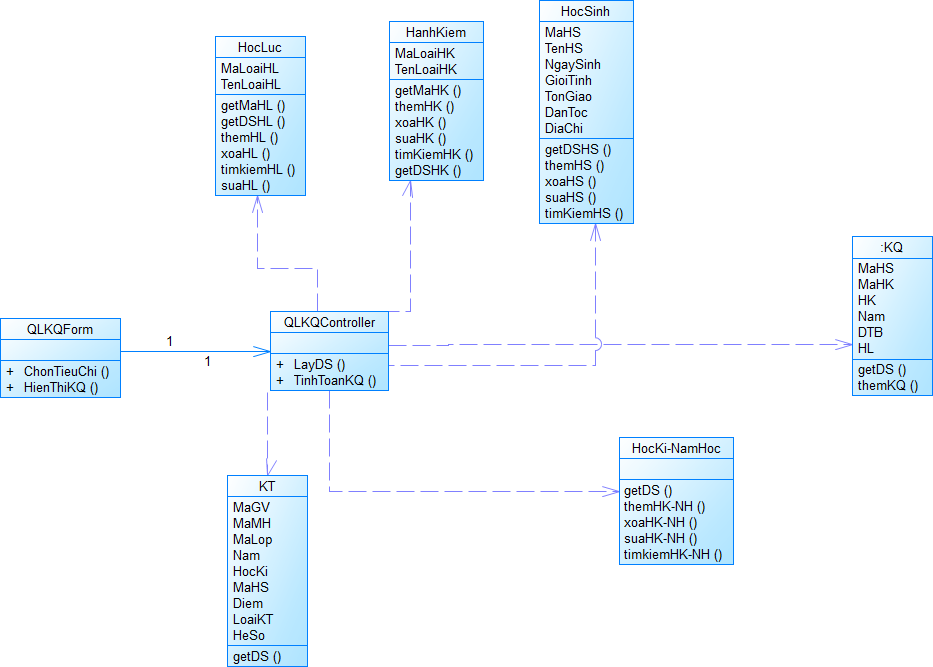 HocLuc
MaLoaiHL
TenLoaiHL
getMaHL ()
getDSHL ()
themHL ()
xoaHL ()
timkiemHL ()
suaHL ()
HanhKiem
MaLoaiHK
TenLoaiHK
getMaHK ()
themHK ()
xoaHK ()
suaHK ()
timKiemHK ()
getDSHK ()
HocSinh
MaHS
TenHS
NgaySinh
GioiTinh
TonGiao
DanToc
DiaChi
getDSHS ()
themHS ()
xoaHS ()
suaHS ()
timKiemHS ()
:KQ
MaHS
MaHK
HK
Nam
DTB
HL
getDS ()
themKQ ()
QLKQForm
+ ChonTieuChi ()
+ HienThiKQ ()
1
1
QLKQController
+ LayDS ()
+ TinhToanKQ ()
HocKi-NamHoc
getDS ()
themHK-NH ()
xoaHK-NH ()
suaHK-NH ()
timkiemHK-NH ()
KT
MaGV
MaMH
MaLop
Nam
HocKi
MaHS
Diem
LoaiKT
HeSo
getDS ()